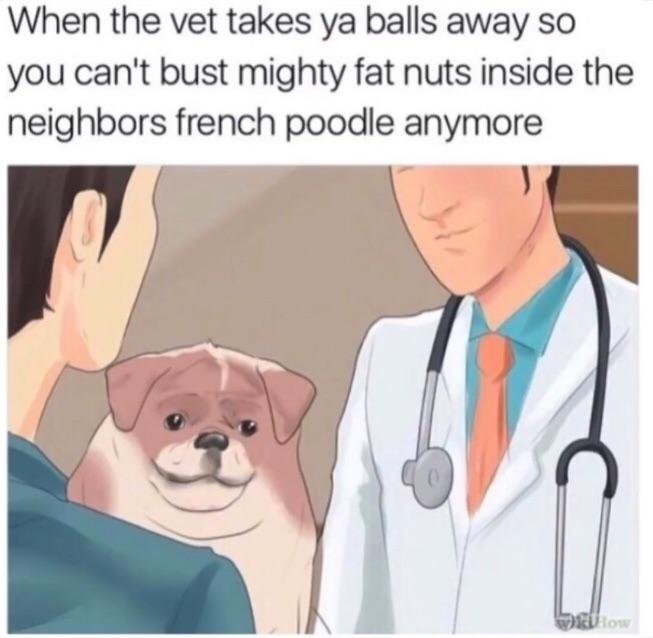 When the vet takes ya balls away so
you can't bust mighty fat nuts inside the
neighbors french poodle anymore
wikiHow